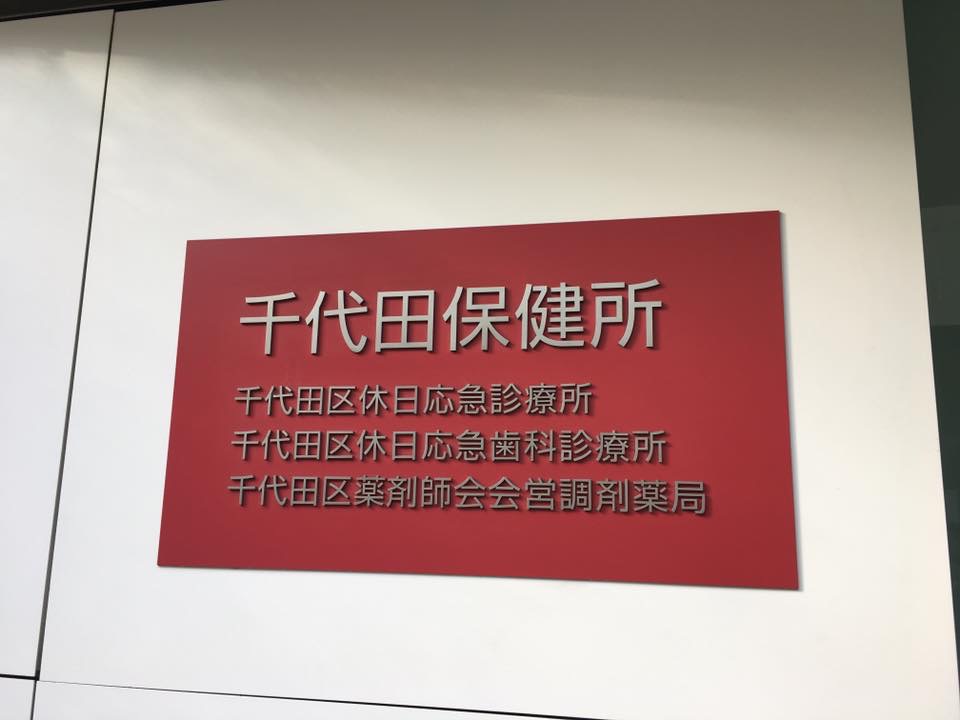 千代田保健所
千代田区休日応急診療所
千代田区休日応急歯科診療所
千代田区薬剤師会会営調剤薬局